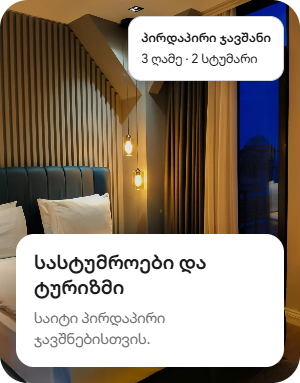 პირდაპირი ჯავშანი
3 ღამე · 2 სტუმარი
სასტუმროები და
ტურიზმი
საიტი პირდაპირი
ჯავშნებისთვის.